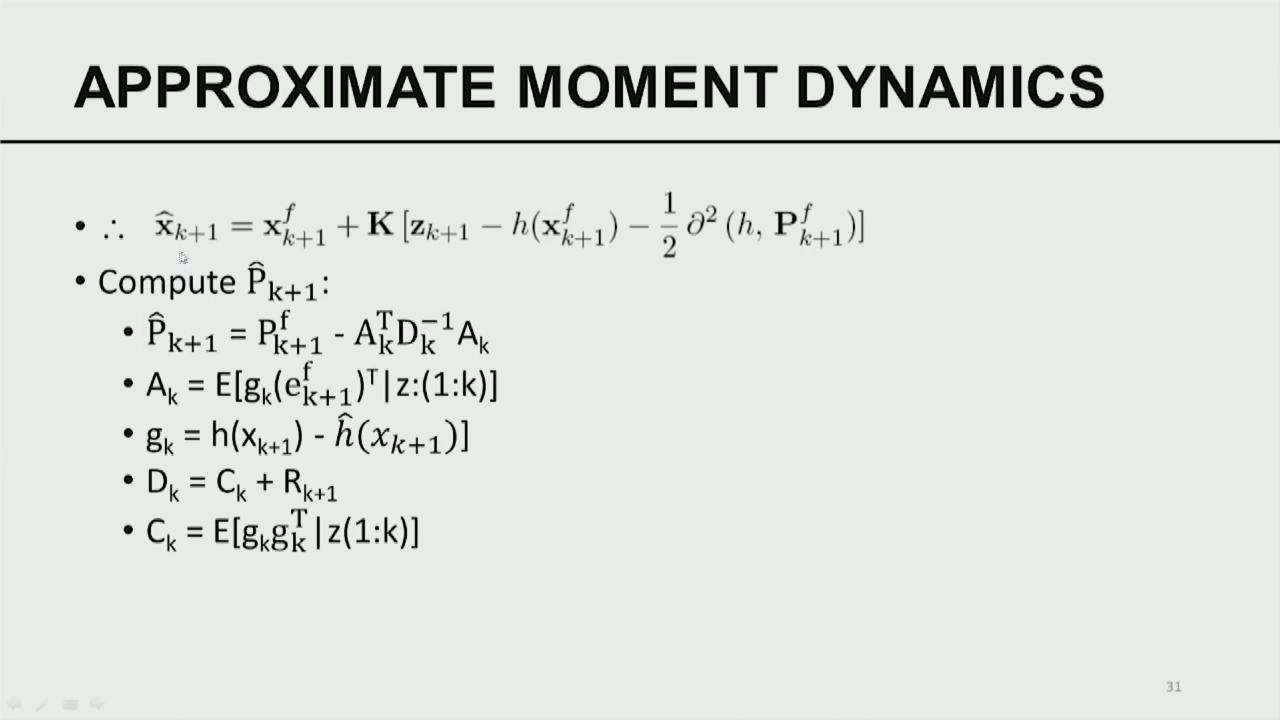 APPROXIMATE MOMENT DYNAMICS
• ∴ x̂ₖ₊₁ = x^f_{k+1} + K [z_{k+1} − h(x^f_{k+1}) − 1/2 ∂² (h, P^f_{k+1})]
• Compute P̂_{k+1}:
• P̂_{k+1} = P^f_{k+1} - A^T_k D^{−1}_k A_k
• A_k = E[g_k(e^f_{k+1})^T|z:(1:k)]
• g_k = h(x_{k+1}) - ĥ(x_{k+1})]
• D_k = C_k + R_{k+1}
• C_k = E[g_k g^T_k|z(1:k)]
31